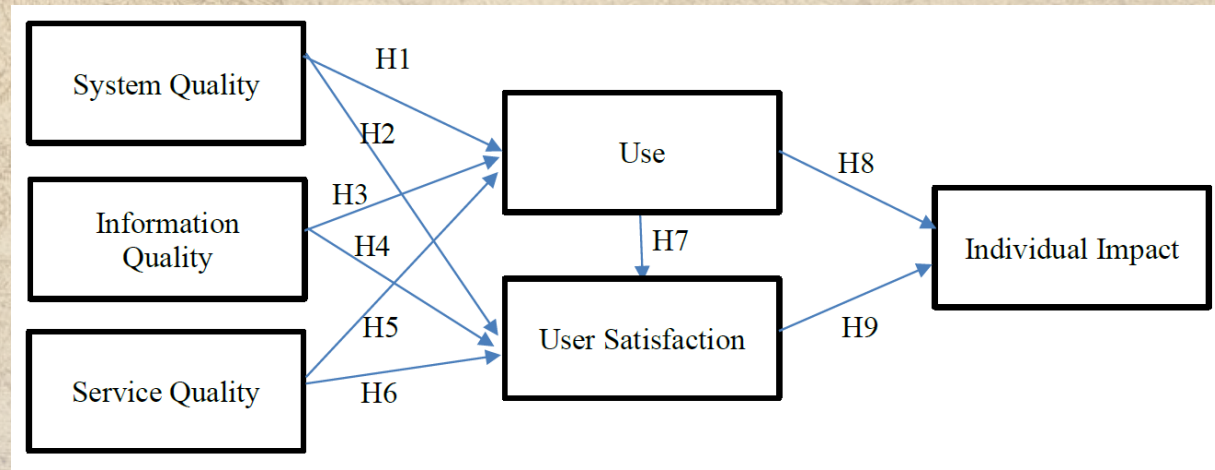 System Quality
H1
H2
Use
H8
Information
Quality
H3
H4
H7
Individual Impact
H5
User Satisfaction
H9
Service Quality
H6